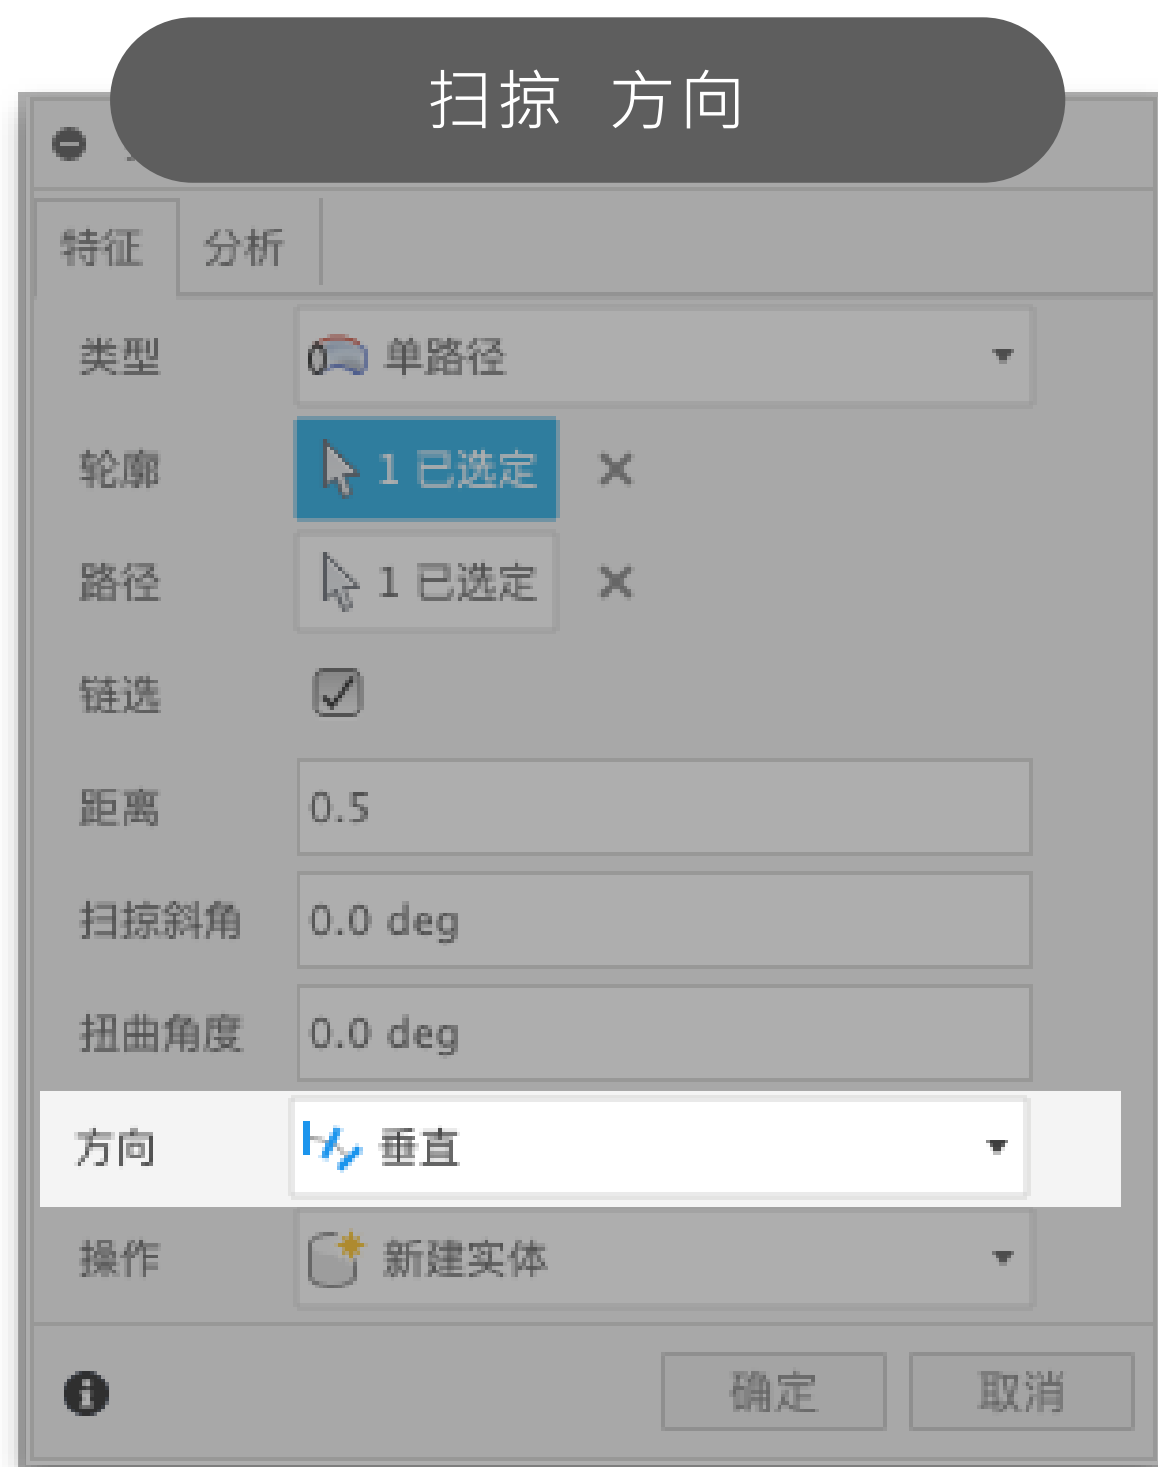 扫掠 方向
特征 分析
类型 单路径
轮廓 1 已选定
路径 1 已选定
链选
距离 0.5
扫掠斜角 0.0 deg
扭曲角度 0.0 deg
方向 垂直
操作 新建实体
确定 取消